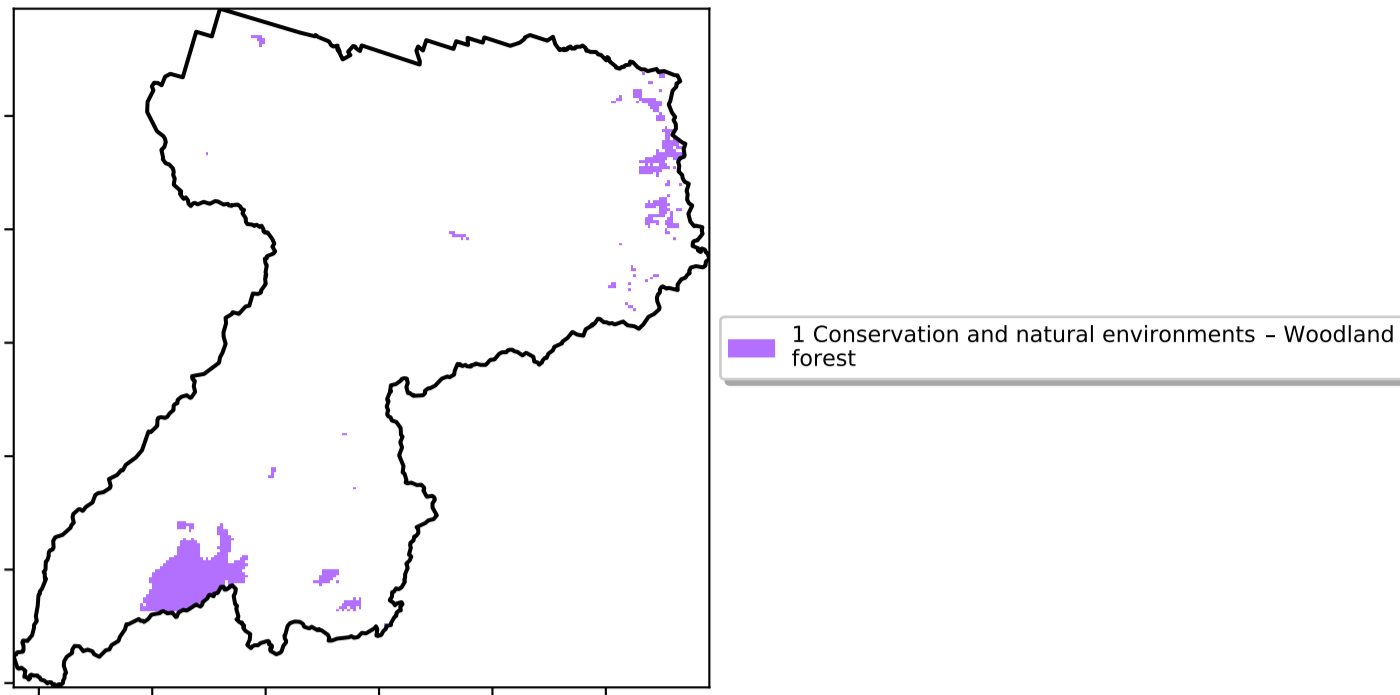 1 Conservation and natural environments – Woodland
forest